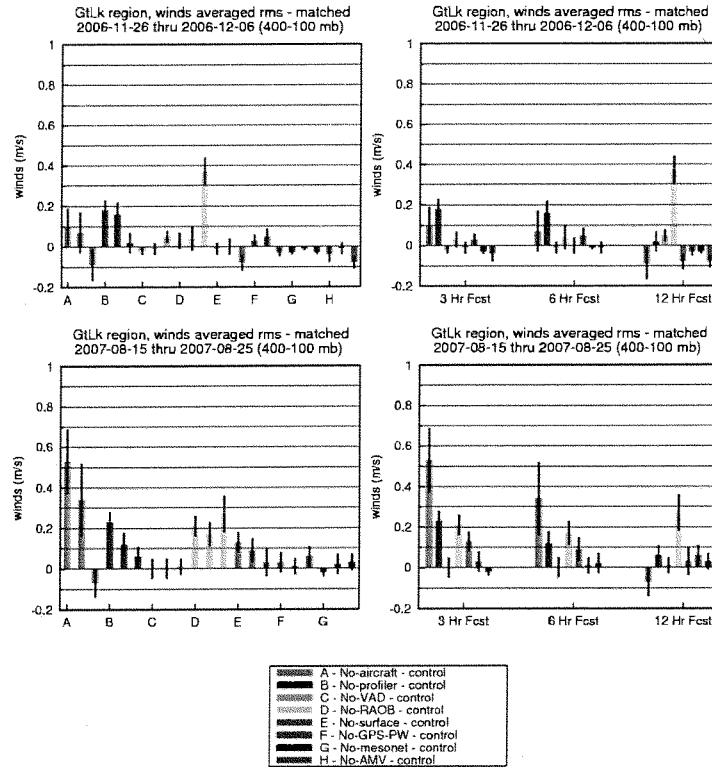 GtLk region, winds averaged rms - matched
2006-11-26 thru 2006-12-06 (400-100 mb)
winds (m/s)
1
0.8
0.6
0.4
0.2
0
-0.2
A B C D E F G H
GtLk region, winds averaged rms - matched
2006-11-26 thru 2006-12-06 (400-100 mb)
winds (m/s)
1
0.8
0.6
0.4
0.2
0
-0.2
3 Hr Fcst 6 Hr Fcst 12 Hr Fcst
GtLk region, winds averaged rms - matched
2007-08-15 thru 2007-08-25 (400-100 mb)
winds (m/s)
1
0.8
0.6
0.4
0.2
0
-0.2
A B C D E F G
GtLk region, winds averaged rms - matched
2007-08-15 thru 2007-08-25 (400-100 mb)
winds (m/s)
1
0.8
0.6
0.4
0.2
0
-0.2
3 Hr Fcst 6 Hr Fcst 12 Hr Fcst
A - No-aircraft - control
B - No-profiler - control
C - No-VAD - control
D - No-RAOB - control
E - No-surface - control
F - No-GPS-PW - control
G - No-mesonet - control
H - No-AMV - control